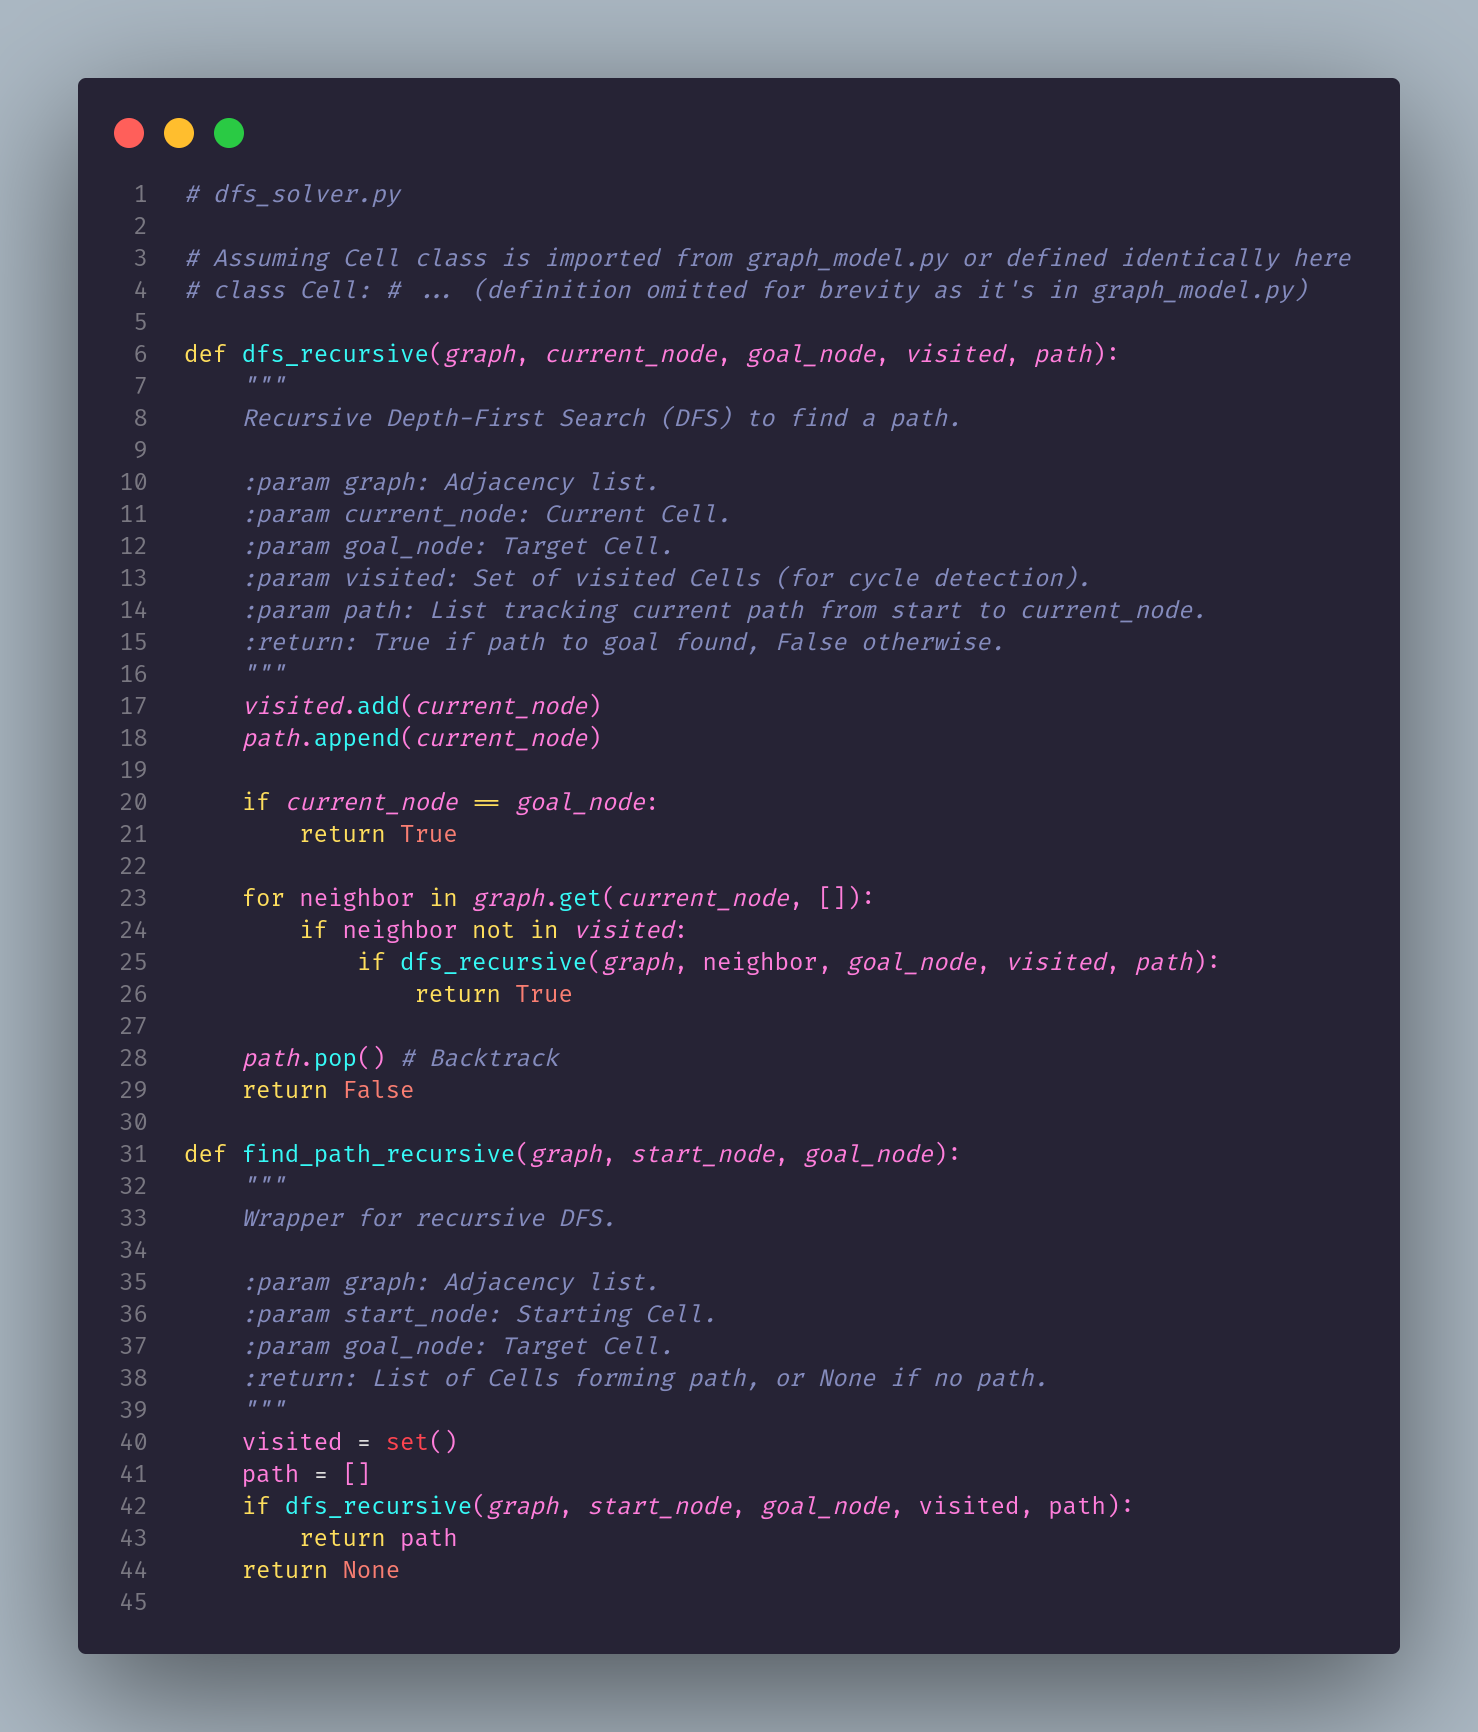 1 # dfs_solver.py
2
3 # Assuming Cell class is imported from graph_model.py or defined identically here
4 # class Cell: # ... (definition omitted for brevity as it's in graph_model.py)
5
6 def dfs_recursive(graph, current_node, goal_node, visited, path):
7     """
8     Recursive Depth-First Search (DFS) to find a path.
9
10     :param graph: Adjacency list.
11     :param current_node: Current Cell.
12     :param goal_node: Target Cell.
13     :param visited: Set of visited Cells (for cycle detection).
14     :param path: List tracking current path from start to current_node.
15     :return: True if path to goal found, False otherwise.
16     """
17     visited.add(current_node)
18     path.append(current_node)
19
20     if current_node == goal_node:
21         return True
22
23     for neighbor in graph.get(current_node, []):
24         if neighbor not in visited:
25             if dfs_recursive(graph, neighbor, goal_node, visited, path):
26                 return True
27
28     path.pop() # Backtrack
29     return False
30
31 def find_path_recursive(graph, start_node, goal_node):
32     """
33     Wrapper for recursive DFS.
34
35     :param graph: Adjacency list.
36     :param start_node: Starting Cell.
37     :param goal_node: Target Cell.
38     :return: List of Cells forming path, or None if no path.
39     """
40     visited = set()
41     path = []
42     if dfs_recursive(graph, start_node, goal_node, visited, path):
43         return path
44     return None
45